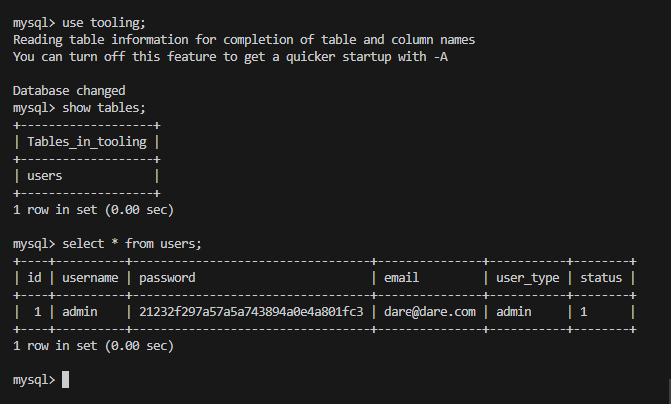 mysql> use tooling;
Reading table information for completion of table and column names
You can turn off this feature to get a quicker startup with -A
Database changed
mysql> show tables;
+-------------------+
| Tables_in_tooling |
+-------------------+
| users             |
+-------------------+
1 row in set (0.00 sec)
mysql> select * from users;
+----+----------+----------------------------------+---------------+-----------+--------+
| id | username | password                         | email         | user_type | status |
+----+----------+----------------------------------+---------------+-----------+--------+
|  1 | admin    | 21232f297a57a5a743894a0e4a801fc3 | dare@dare.com | admin     | 1      |
+----+----------+----------------------------------+---------------+-----------+--------+
1 row in set (0.00 sec)
mysql>